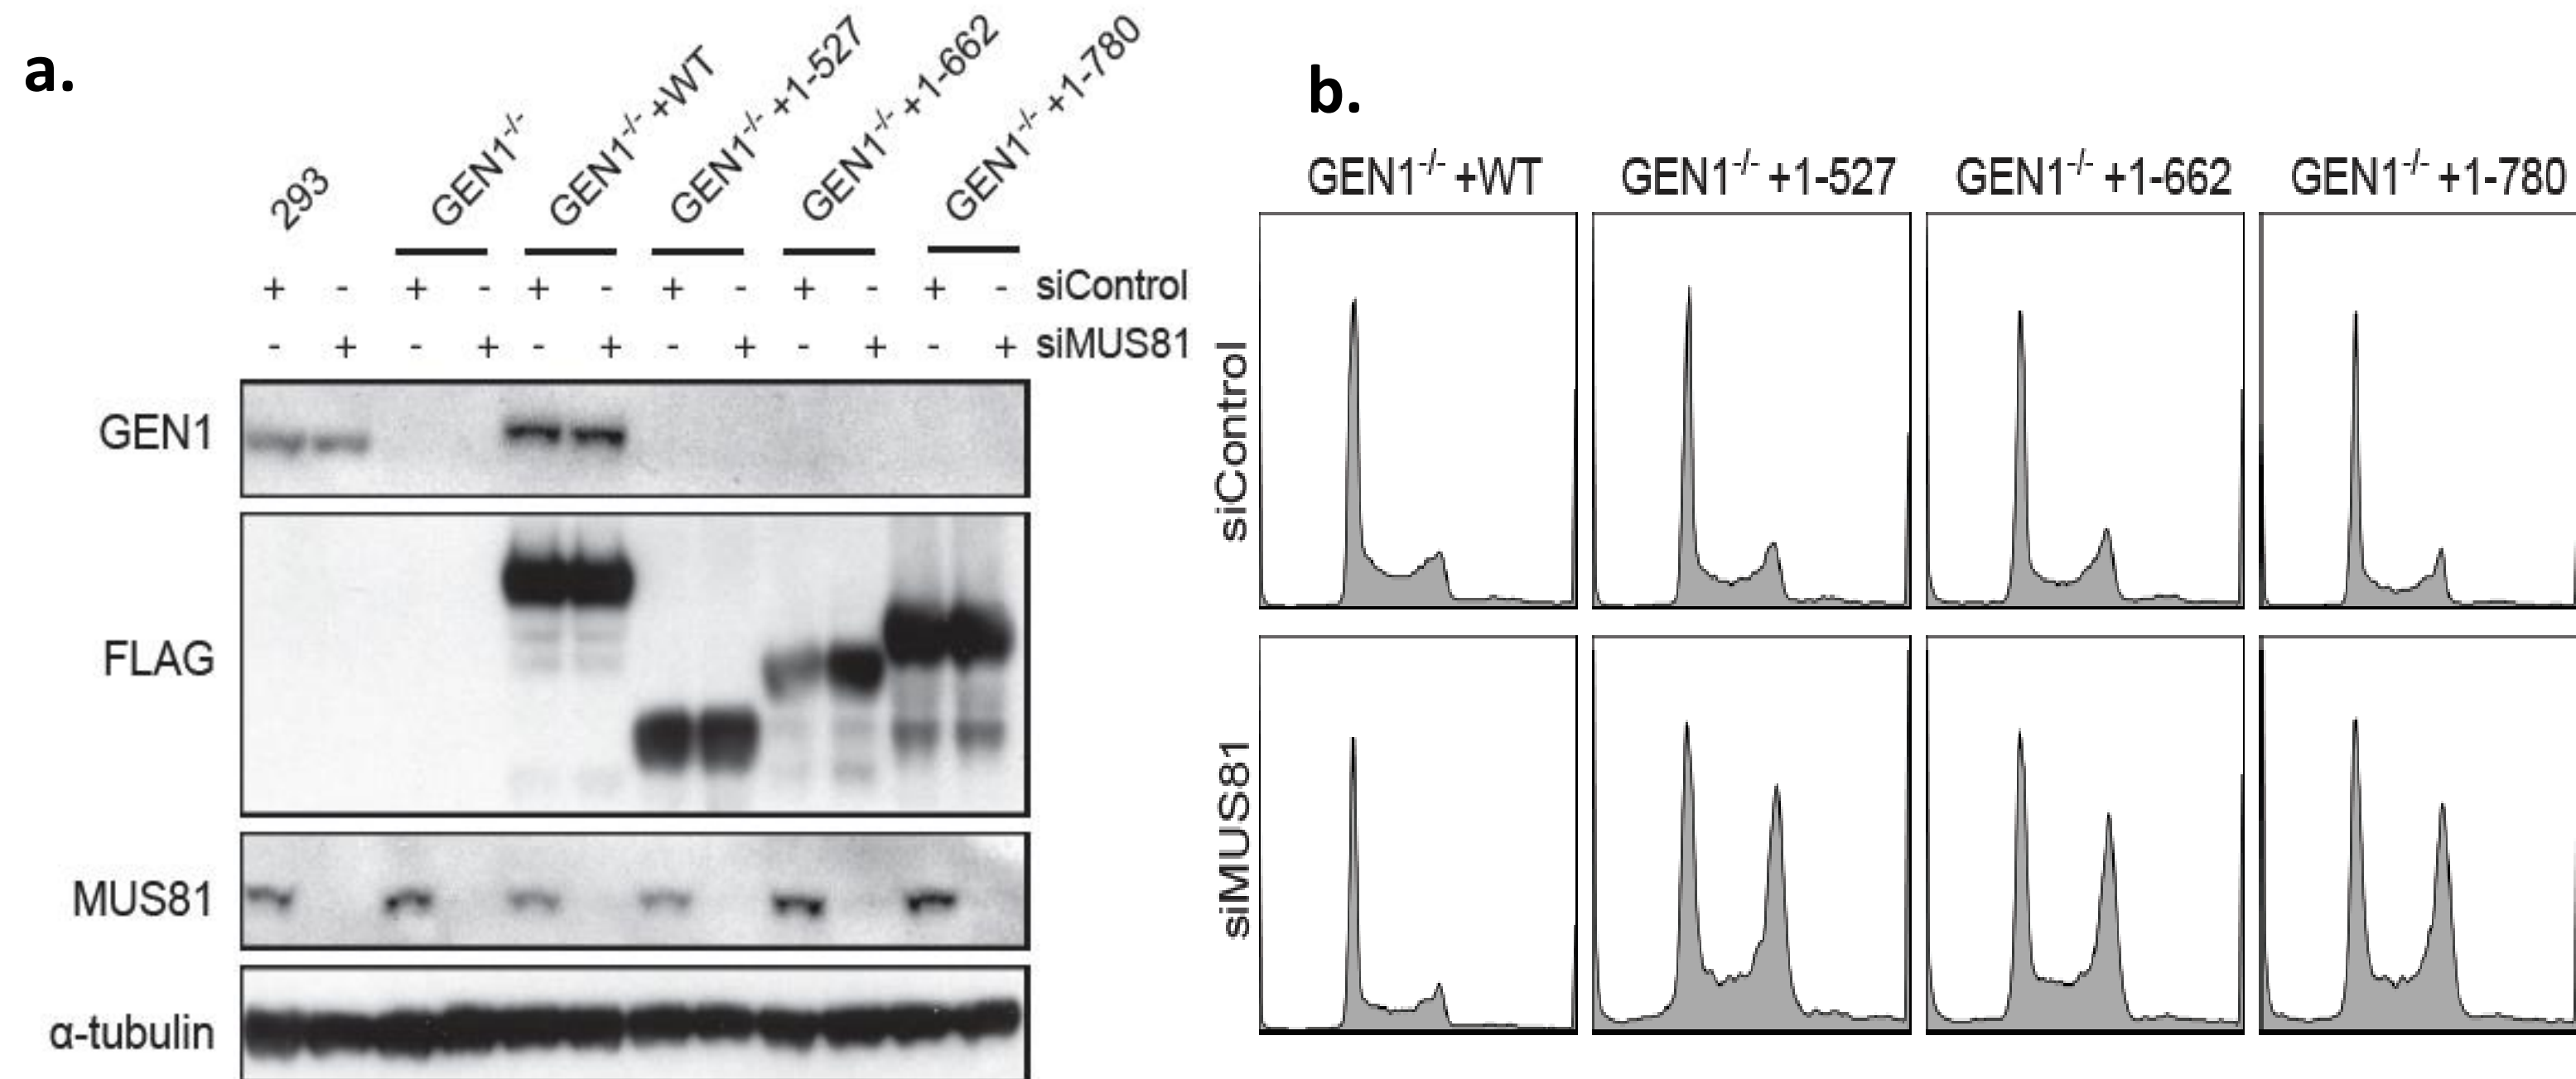 a.
293
GEN1-/-
GEN1-/- +WT
GEN1-/- +1-527
GEN1-/- +1-662
GEN1-/- +1-780
+ - + - + - + - + - + - siControl
- + - + - + - + - + - + siMUS81
GEN1
FLAG
MUS81
α-tubulin
b.
GEN1-/- +WT GEN1-/- +1-527 GEN1-/- +1-662 GEN1-/- +1-780
siControl
siMUS81